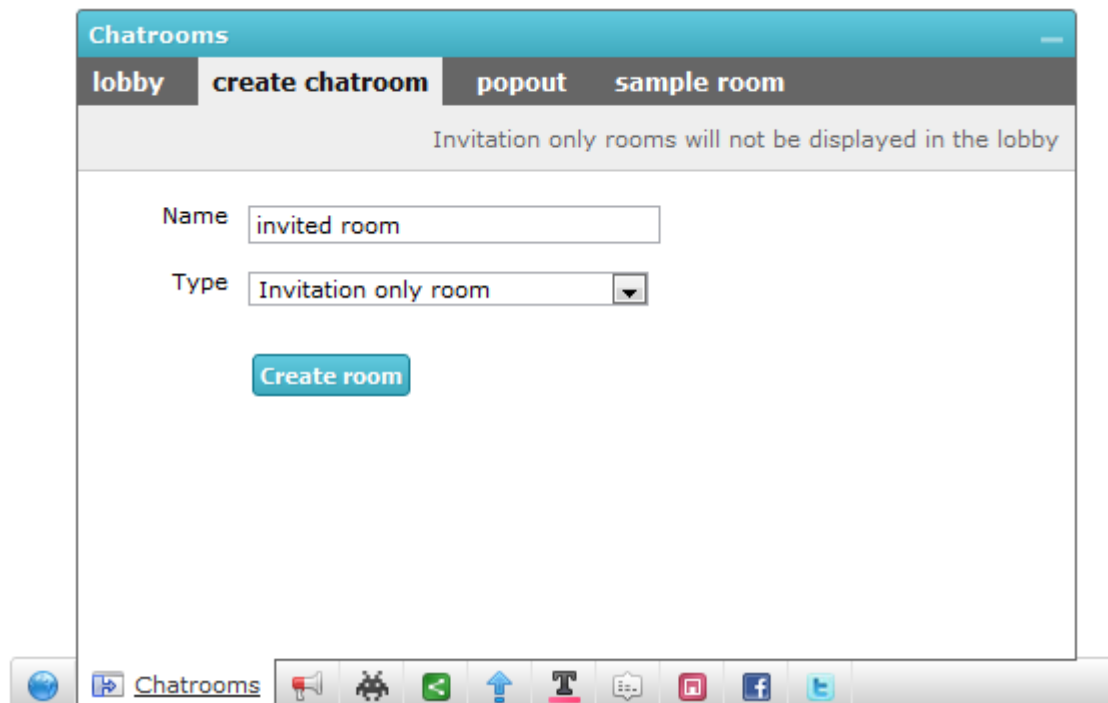 Chatrooms
lobby create chatroom popout sample room
Invitation only rooms will not be displayed in the lobby
Name invited room
Type Invitation only room
Create room
Chatrooms